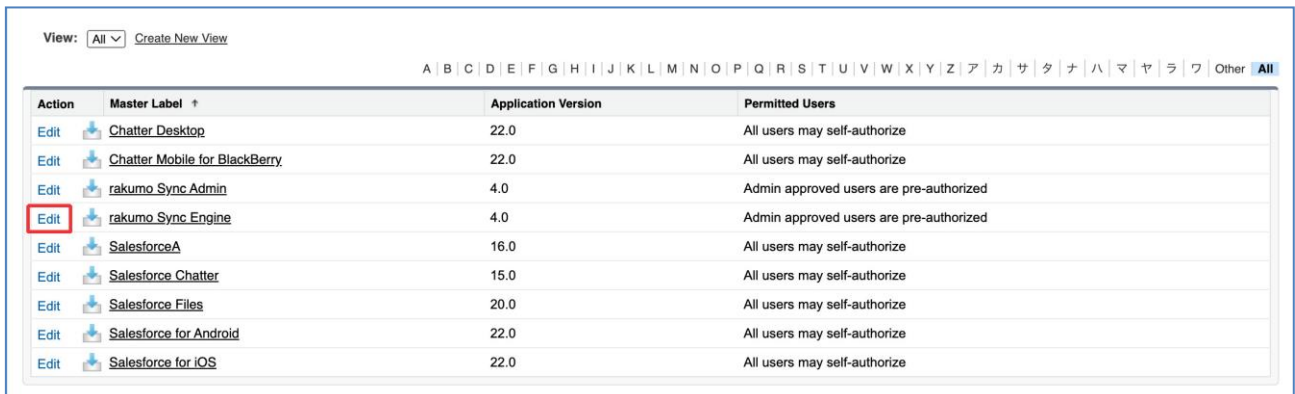 View: All Create New View
A | B | C | D | E | F | G | H | I | J | K | L | M | N | O | P | Q | R | S | T | U | V | W | X | Y | Z | ア | カ | サ | タ | ナ | ハ | マ | ヤ | ラ | ワ | Other All
Action Master Label ↑ Application Version Permitted Users
Edit Chatter Desktop 22.0 All users may self-authorize
Edit Chatter Mobile for BlackBerry 22.0 All users may self-authorize
Edit rakumo Sync Admin 4.0 Admin approved users are pre-authorized
Edit rakumo Sync Engine 4.0 Admin approved users are pre-authorized
Edit SalesforceA 16.0 All users may self-authorize
Edit Salesforce Chatter 15.0 All users may self-authorize
Edit Salesforce Files 20.0 All users may self-authorize
Edit Salesforce for Android 22.0 All users may self-authorize
Edit Salesforce for iOS 22.0 All users may self-authorize